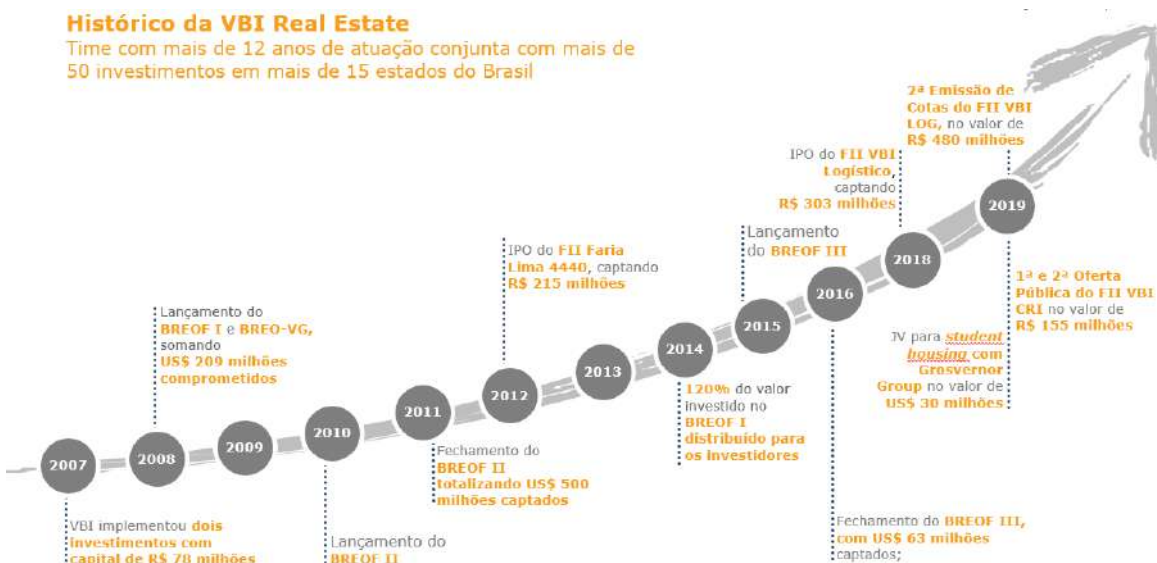 Histórico da VBI Real Estate
Time com mais de 12 anos de atuação conjunta com mais de
50 investimentos em mais de 15 estados do Brasil
2007
VBI implementou dois
investimentos com
capital de R$ 78 milhões
2008
Lançamento do
BREOF I e BREO-VG,
somando
US$ 209 milhões
comprometidos
2009
2010
Lançamento do
BREOF II
2011
Fechamento do
BREOF II
totalizando US$ 500
milhões captados
2012
IPO do FII Faria
Lima 4440, captando
R$ 215 milhões
2013
2014
120% do valor
investido no
BREOF I
distribuído para
os investidores
2015
Lançamento
do BREOF III
2016
Fechamento do BREOF III,
com US$ 63 milhões
captados;
2018
IPO do FII VBI
Logístico,
captando
R$ 303 milhões
2019
2ª Emissão de
Cotas do FII VBI
LOG, no valor de
R$ 480 milhões
1ª e 2ª Oferta
Pública do FII VBI
CRI no valor de
R$ 155 milhões
JV para student
housing com
Grosvernor
Group no valor de
US$ 30 milhões